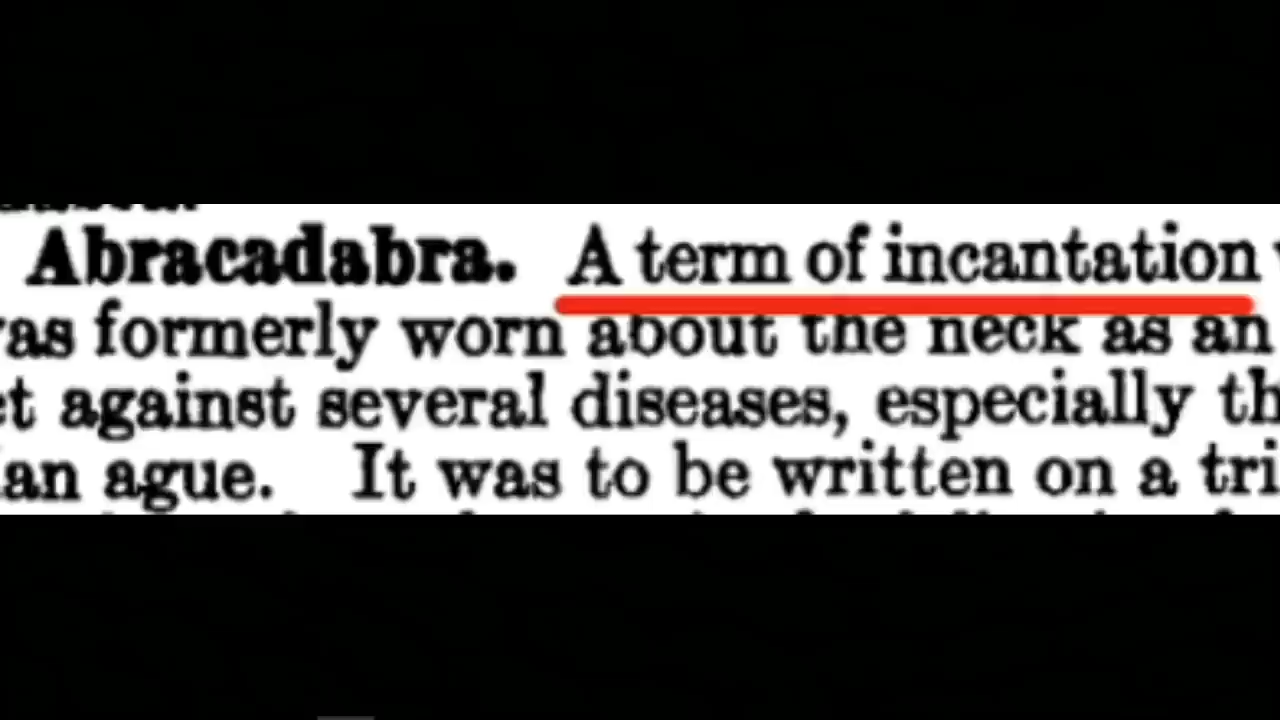 Abracadabra. A term of incantation
as formerly worn about the neck as an
against several diseases, especially
ague. It was to be written on a